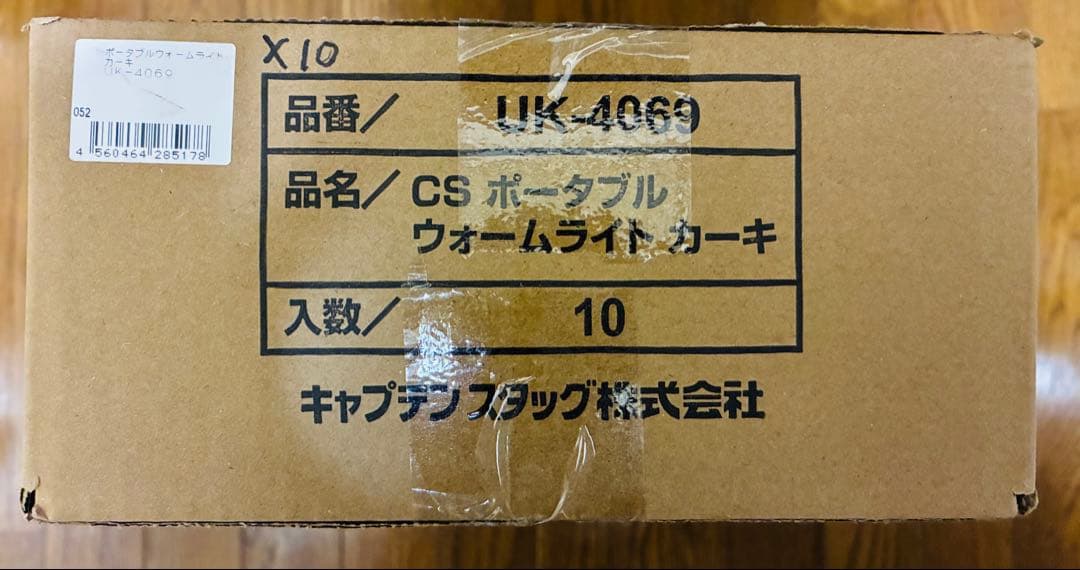 ポータブルウォームライト
カーキ
UK-4069
052
4 560464 285178
X10
品番/ UK-4069
品名/ CS ポータブル
ウォームライト カーキ
入数/ 10
キャプテンスタッグ株式会社